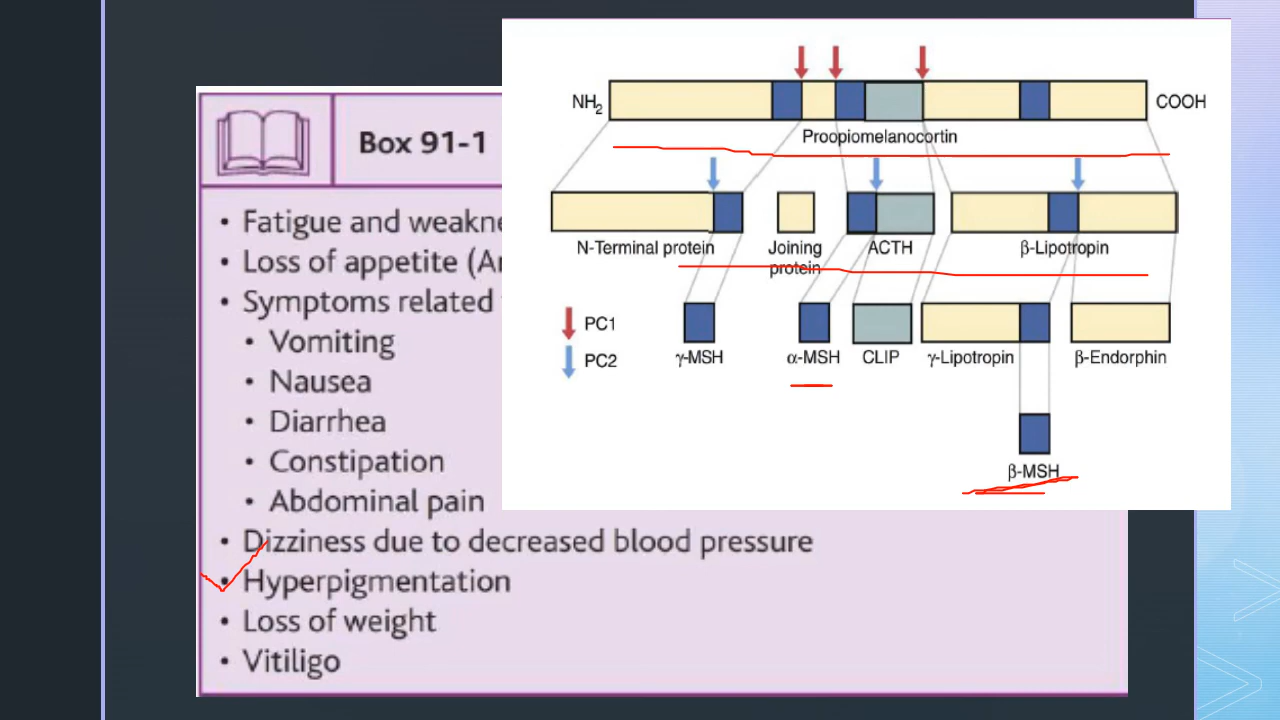 Box 91-1
• Fatigue and weakne
• Loss of appetite (A
• Symptoms related
• Vomiting
• Nausea
• Diarrhea
• Constipation
• Abdominal pain
• Dizziness due to decreased blood pressure
• Hyperpigmentation
• Loss of weight
• Vitiligo
NH2 COOH
Proopiomelanocortin
N-Terminal protein Joining protein ACTH β-Lipotropin
PC1
PC2
γ-MSH α-MSH CLIP γ-Lipotropin β-Endorphin
β-MSH